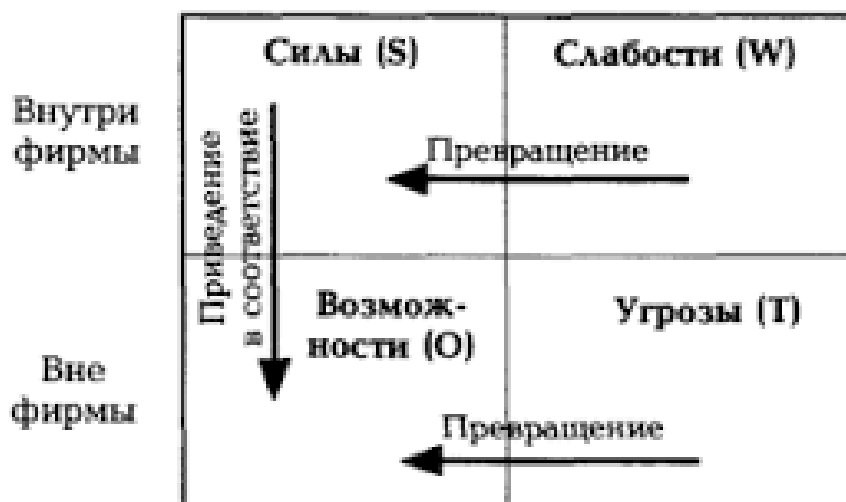 Силы (S)
Слабости (W)
Внутри
фирмы
Приведение
в соответствие
Превращение
Возмож-
ности (O)
Угрозы (T)
Вне
фирмы
Превращение